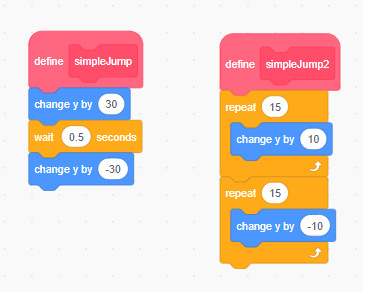 define simpleJump
change y by 30
wait 0.5 seconds
change y by -30
define simpleJump2
repeat 15
change y by 10
repeat 15
change y by -10